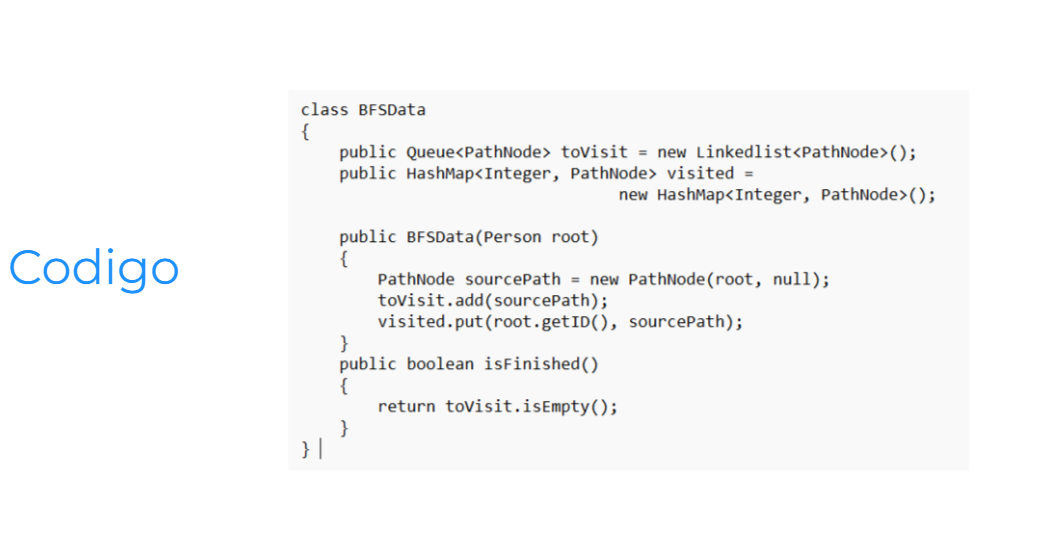 Codigo
class BFSData
{
    public Queue<PathNode> toVisit = new Linkedlist<PathNode>();
    public HashMap<Integer, PathNode> visited =
                                 new HashMap<Integer, PathNode>();
    public BFSData(Person root)
    {
        PathNode sourcePath = new PathNode(root, null);
        toVisit.add(sourcePath);
        visited.put(root.getID(), sourcePath);
    }
    public boolean isFinished()
    {
        return toVisit.isEmpty();
    }
}